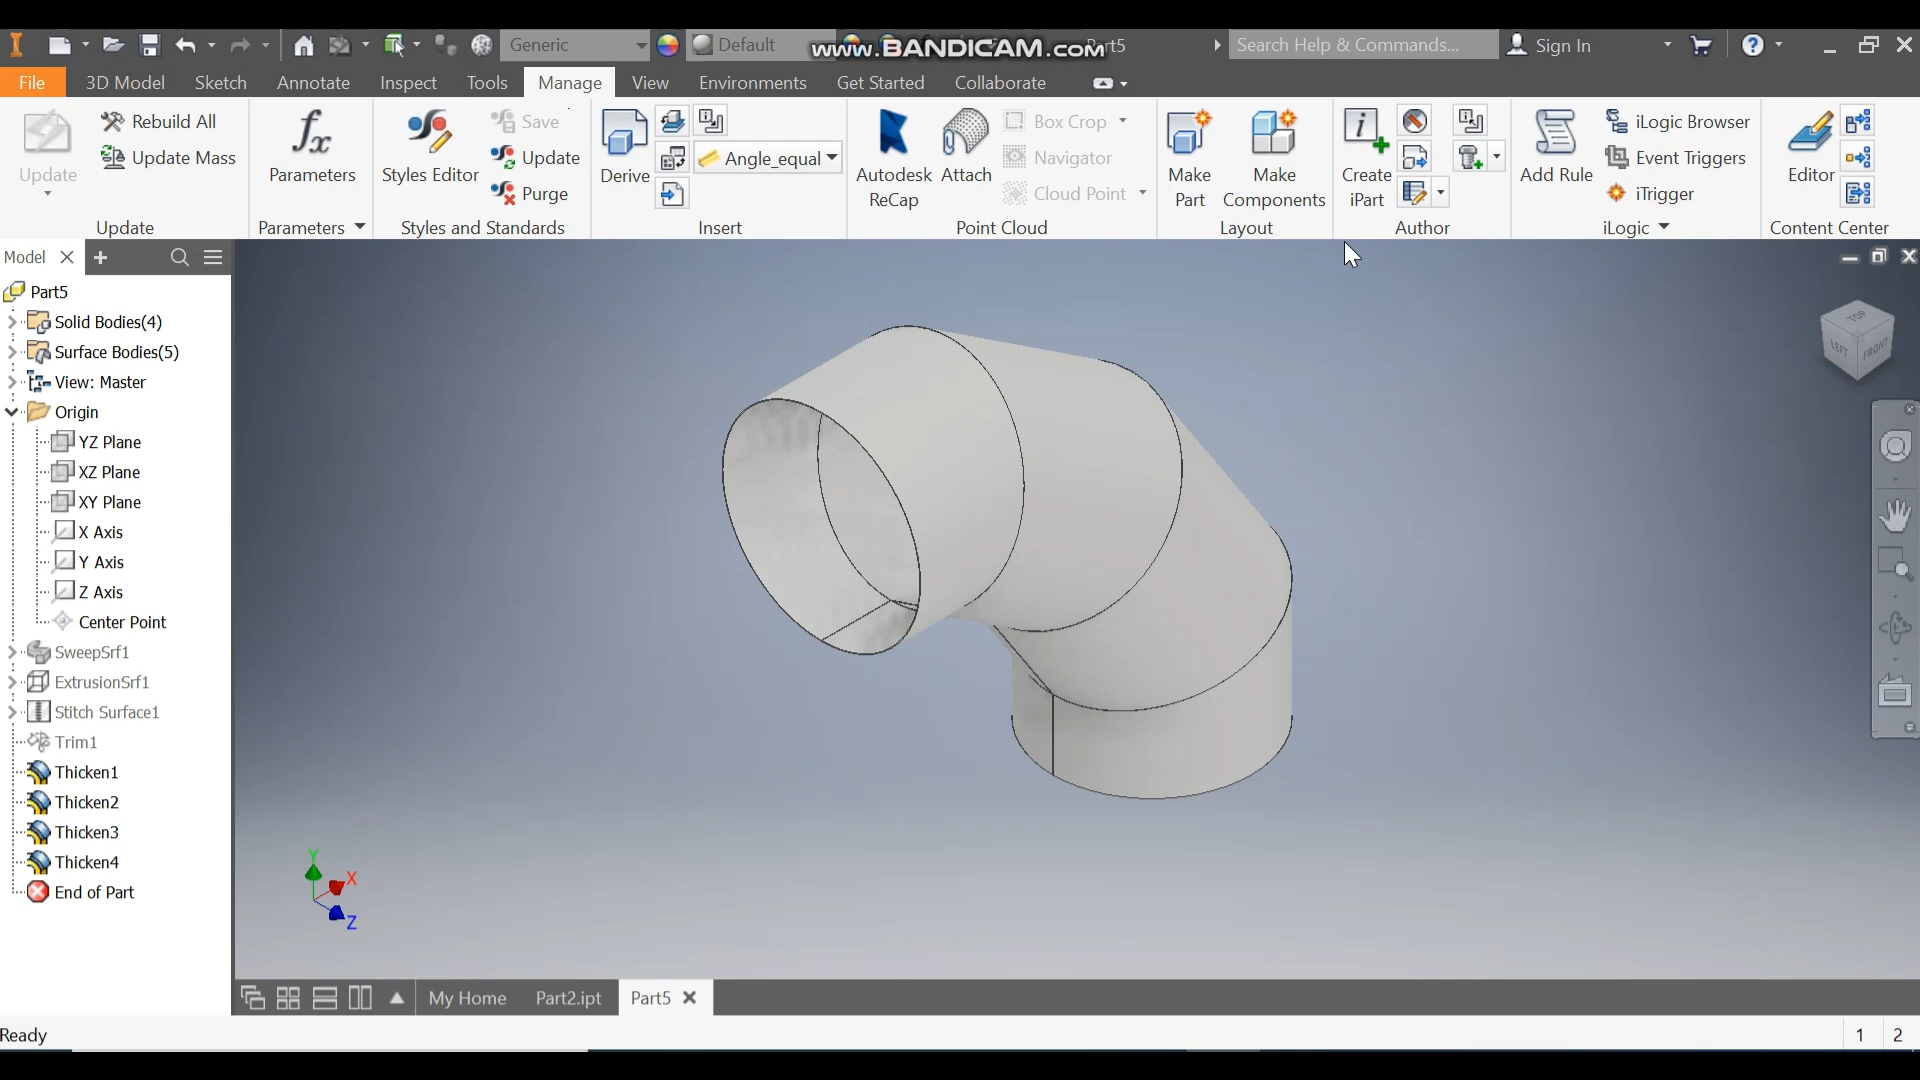 Generic
Default
www.BANDICAM.com
Part5
Search Help & Commands...
Sign In
File
3D Model
Sketch
Annotate
Inspect
Tools
Manage
View
Environments
Get Started
Collaborate
Update
Rebuild All
Update Mass
Update
fx
Parameters
Parameters
Styles Editor
Save
Update
Purge
Styles and Standards
Derive
Angle_equal
Insert
Autodesk
ReCap
Attach
Box Crop
Navigator
Cloud Point
Point Cloud
Make
Part
Make
Components
Layout
Create
iPart
Author
Add Rule
iLogic Browser
Event Triggers
iTrigger
iLogic
Editor
Content Center
Model
Part5
Solid Bodies(4)
Surface Bodies(5)
View: Master
Origin
YZ Plane
XZ Plane
XY Plane
X Axis
Y Axis
Z Axis
Center Point
SweepSrf1
ExtrusionSrf1
Stitch Surface1
Trim1
Thicken1
Thicken2
Thicken3
Thicken4
End of Part
TOP
LEFT
FRONT
Y
X
Z
My Home
Part2.ipt
Part5
Ready
1
2